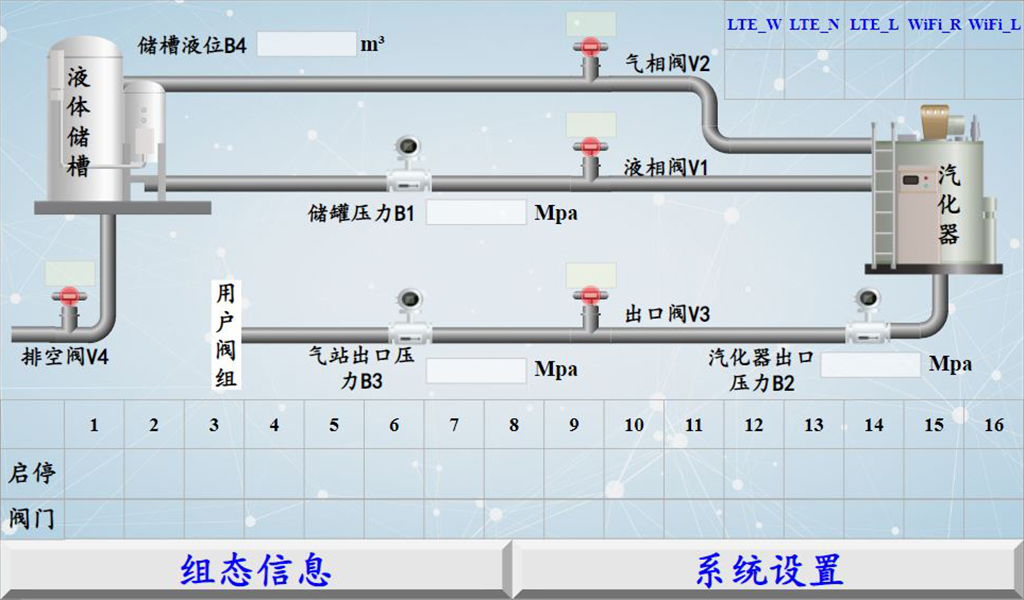 LTE_W LTE_N LTE_L WiFi_R WiFi_L
储槽液位B4 m³
气相阀V2
液体储槽
液相阀V1
汽化器
储罐压力B1 Mpa
用户阀组
出口阀V3
排空阀V4
气站出口压
力B3 Mpa
汽化器出口
压力B2 Mpa
1 2 3 4 5 6 7 8 9 10 11 12 13 14 15 16
启停
阀门
组态信息 系统设置